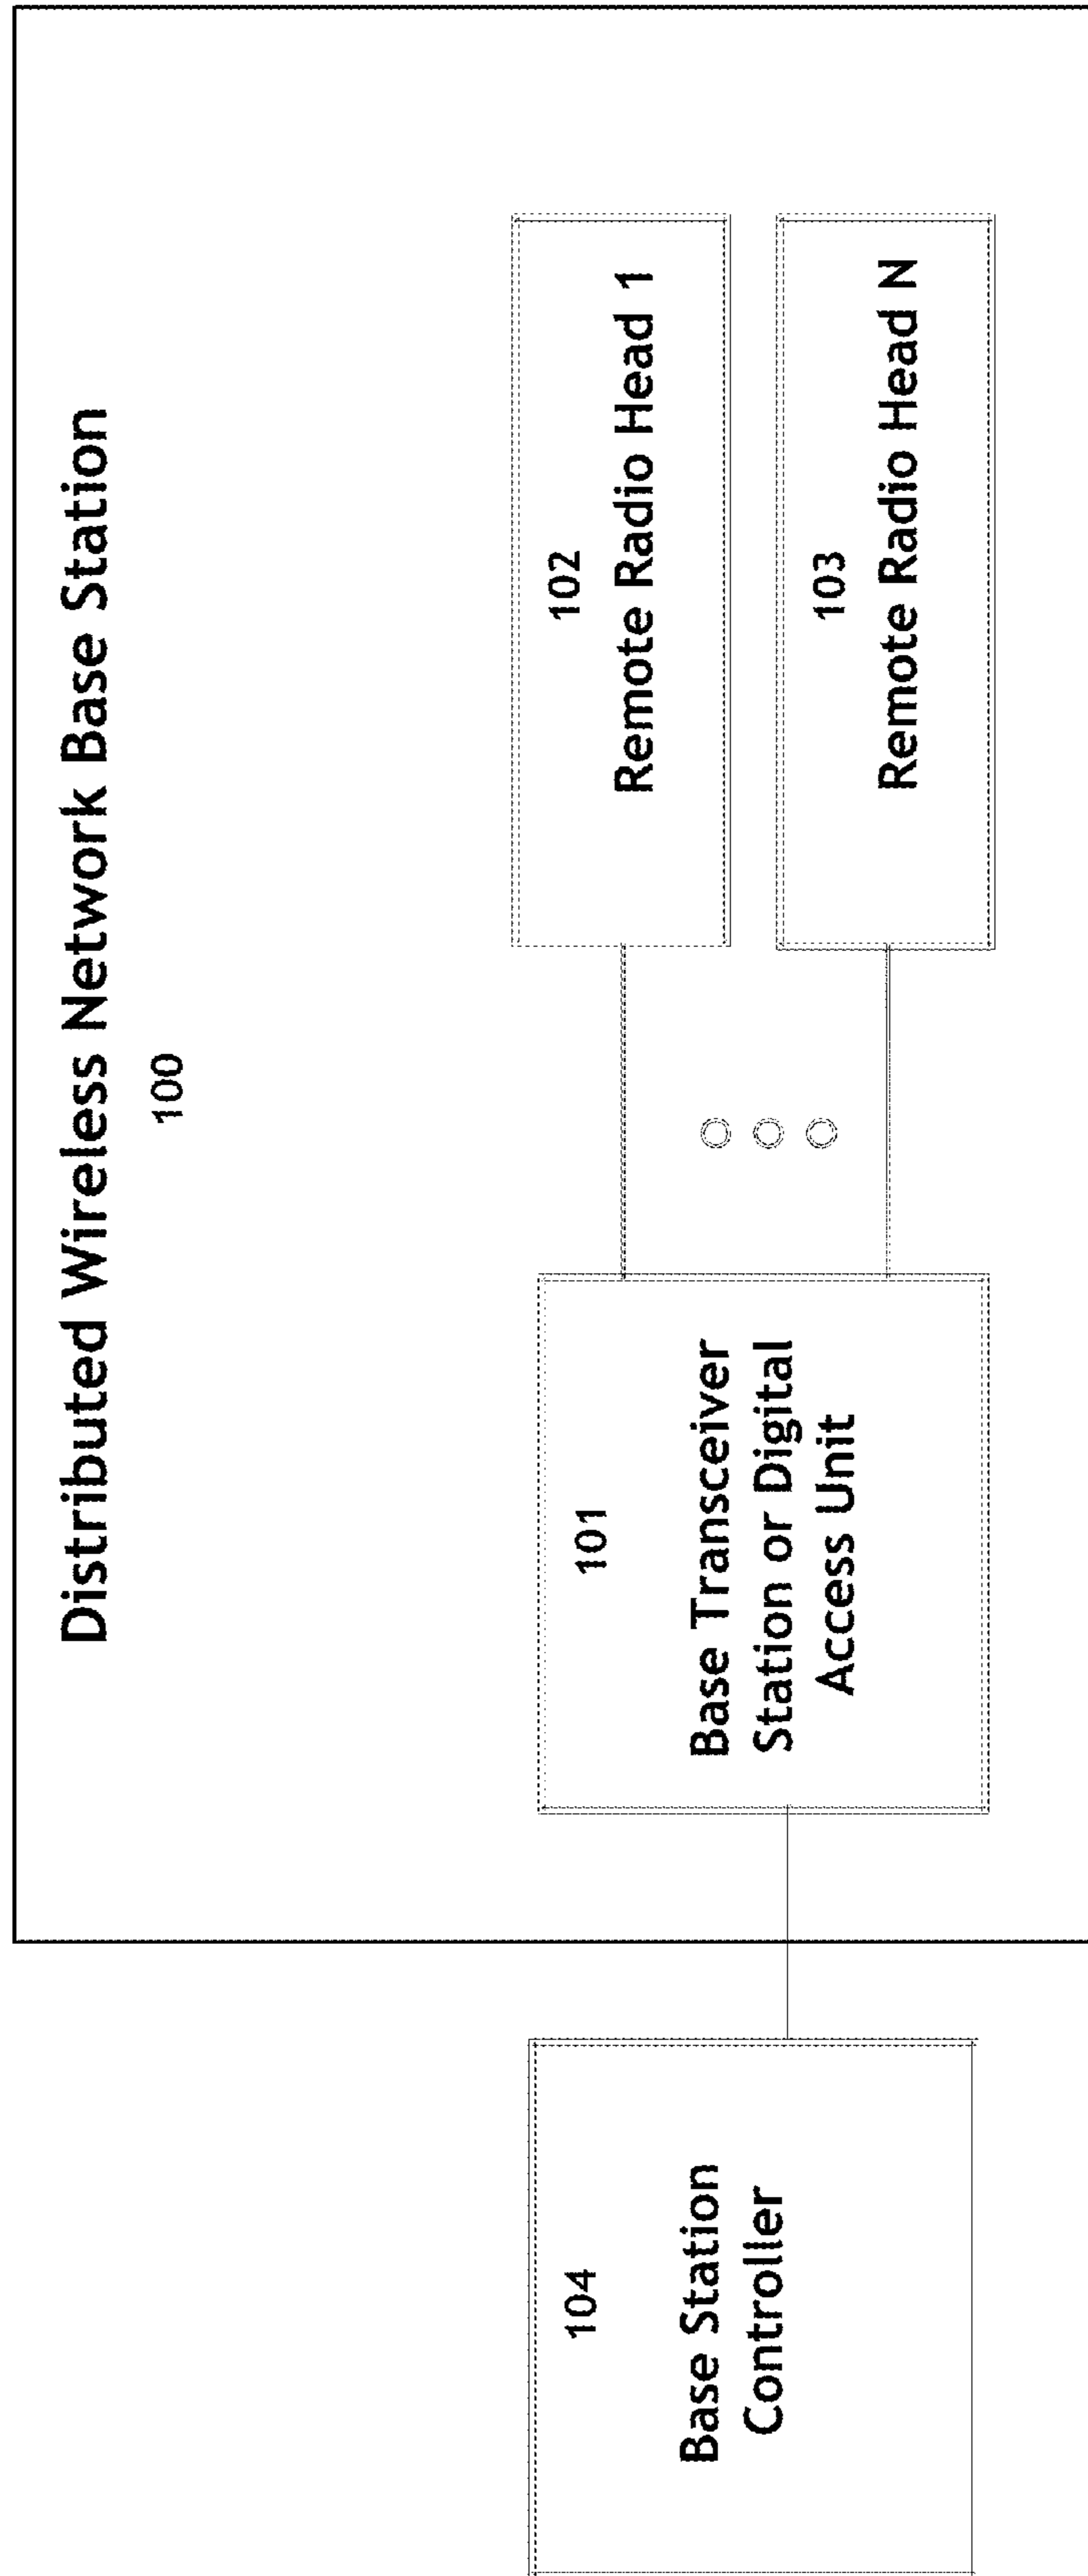 Distributed Wireless Network Base Station
100
104
Base Station
Controller
101
Base Transceiver
Station or Digital
Access Unit
102
Remote Radio Head 1
103
Remote Radio Head N